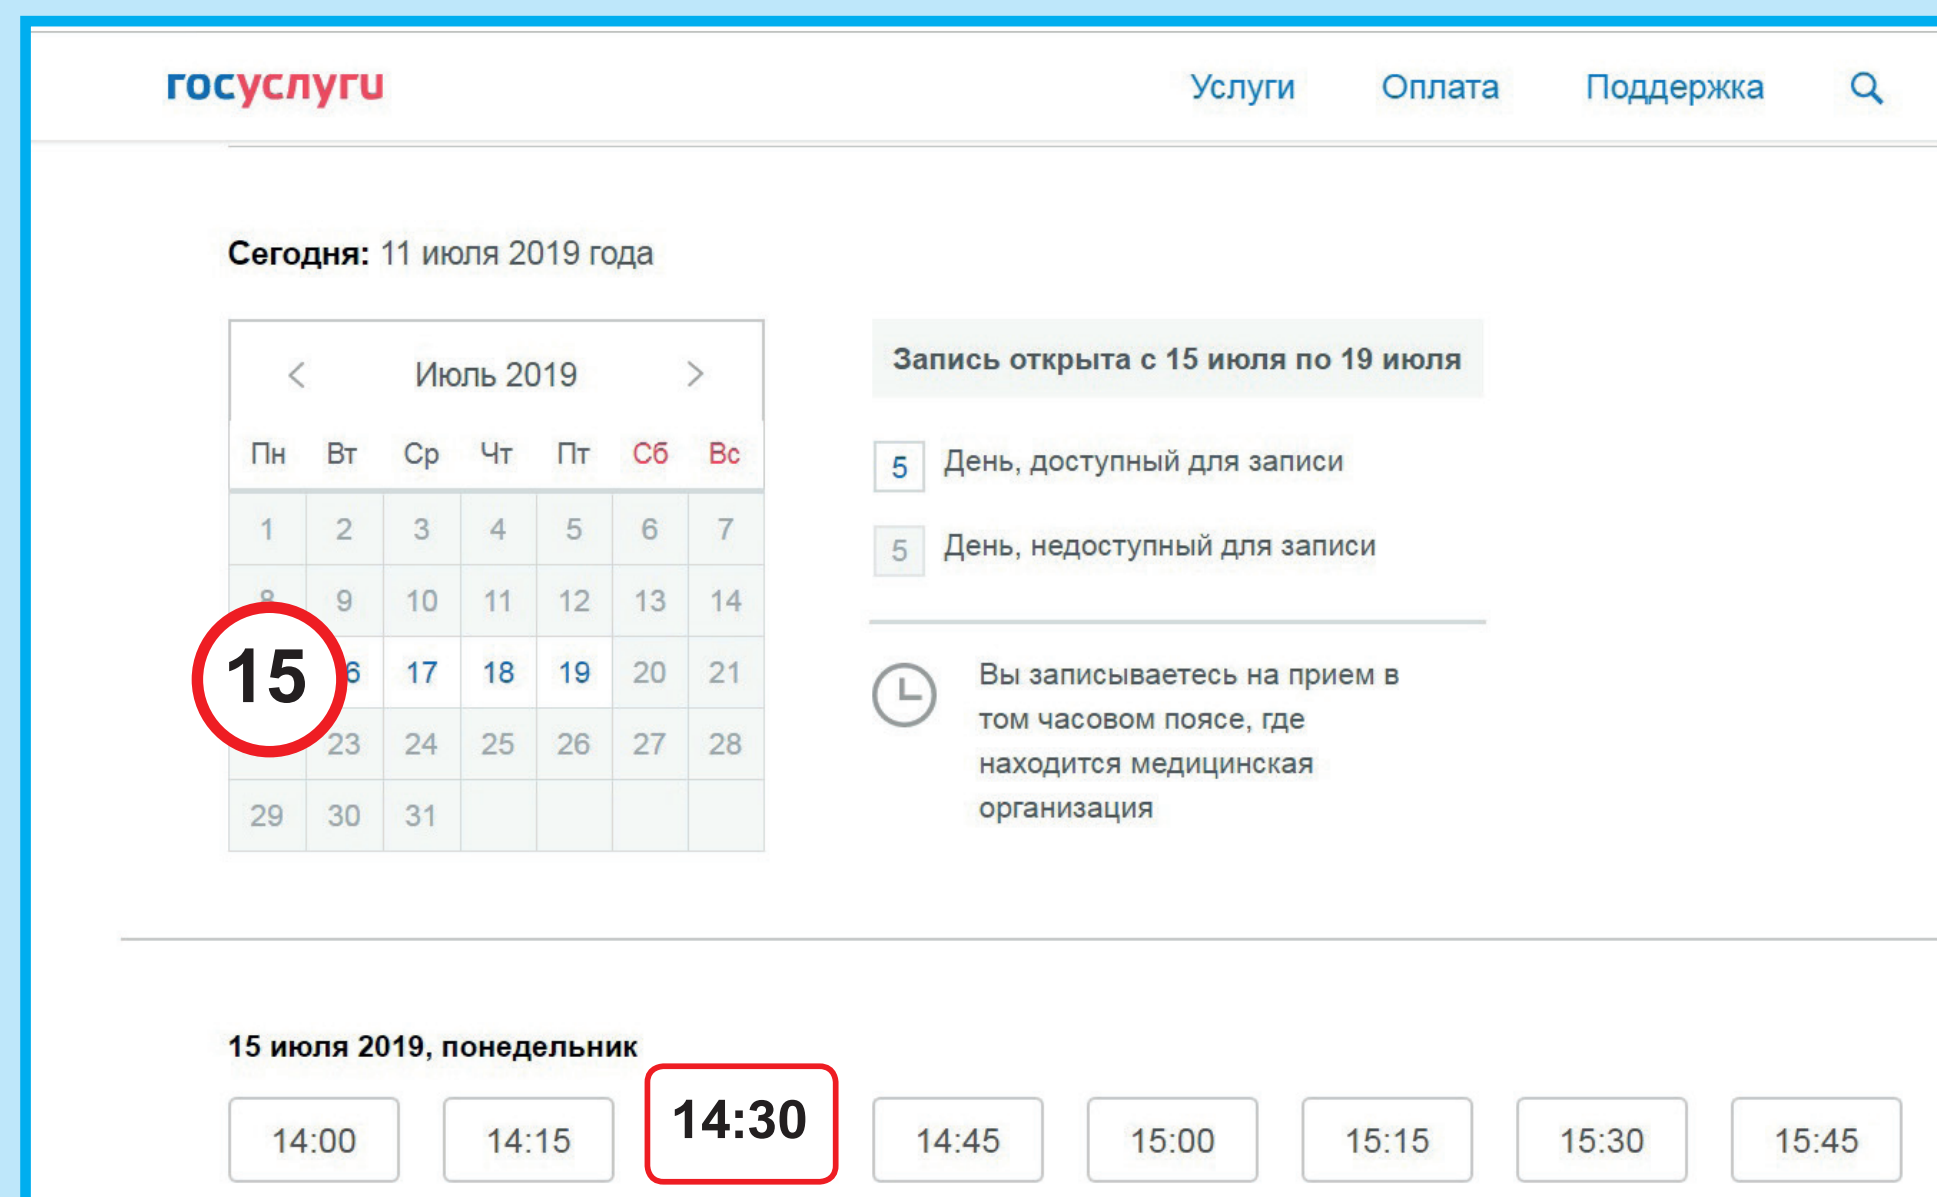 госуслуги Услуги Оплата Поддержка
Сегодня: 11 июля 2019 года
Июль 2019
Пн Вт Ср Чт Пт Сб Вс
1 2 3 4 5 6 7
8 9 10 11 12 13 14
15 17 18 19 20 21
23 24 25 26 27 28
29 30 31
Запись открыта с 15 июля по 19 июля
5 День, доступный для записи
5 День, недоступный для записи
Вы записываетесь на прием в
том часовом поясе, где
находится медицинская
организация
15 июля 2019, понедельник
14:00 14:15 14:30 14:45 15:00 15:15 15:30 15:45